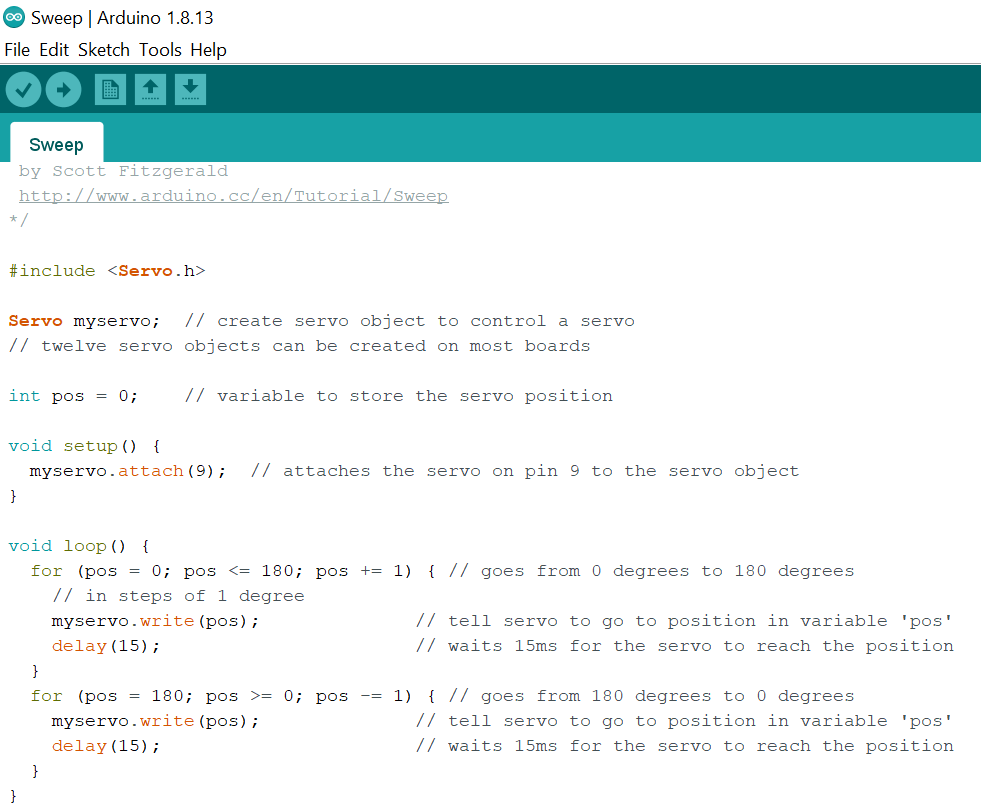 Sweep | Arduino 1.8.13
File Edit Sketch Tools Help
Sweep
by Scott Fitzgerald
http://www.arduino.cc/en/Tutorial/Sweep
*/
#include <Servo.h>
Servo myservo;  // create servo object to control a servo
// twelve servo objects can be created on most boards
int pos = 0;    // variable to store the servo position
void setup() {
  myservo.attach(9);  // attaches the servo on pin 9 to the servo object
}
void loop() {
  for (pos = 0; pos <= 180; pos += 1) { // goes from 0 degrees to 180 degrees
    // in steps of 1 degree
    myservo.write(pos);              // tell servo to go to position in variable 'pos'
    delay(15);                       // waits 15ms for the servo to reach the position
  }
  for (pos = 180; pos >= 0; pos -= 1) { // goes from 180 degrees to 0 degrees
    myservo.write(pos);              // tell servo to go to position in variable 'pos'
    delay(15);                       // waits 15ms for the servo to reach the position
  }
}